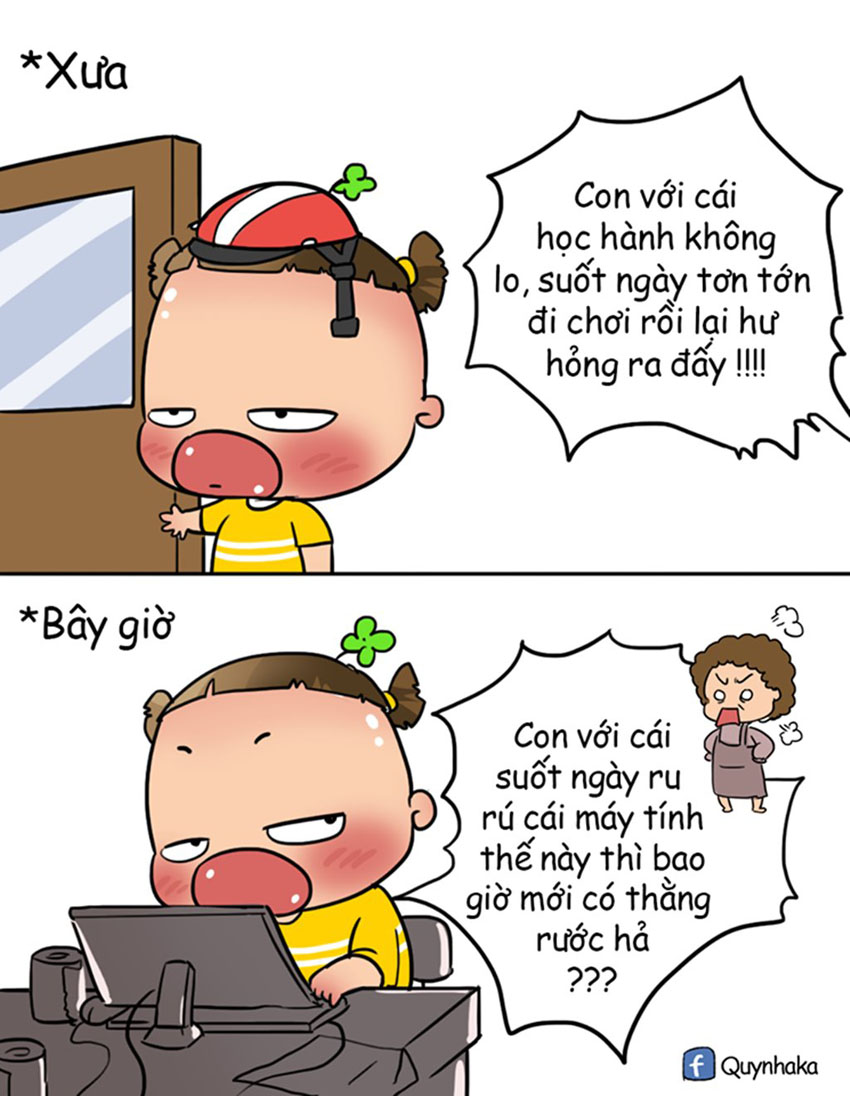 *Xưa
Con với cái
học hành không
lo, suốt ngày tơn tớn
đi chơi rồi lại hư
hỏng ra đấy !!!!
*Bây giờ
Con với cái
suốt ngày ru
rú cái máy tính
thế này thì bao
giờ mới có thằng
rước hả
???
f Quynhaka